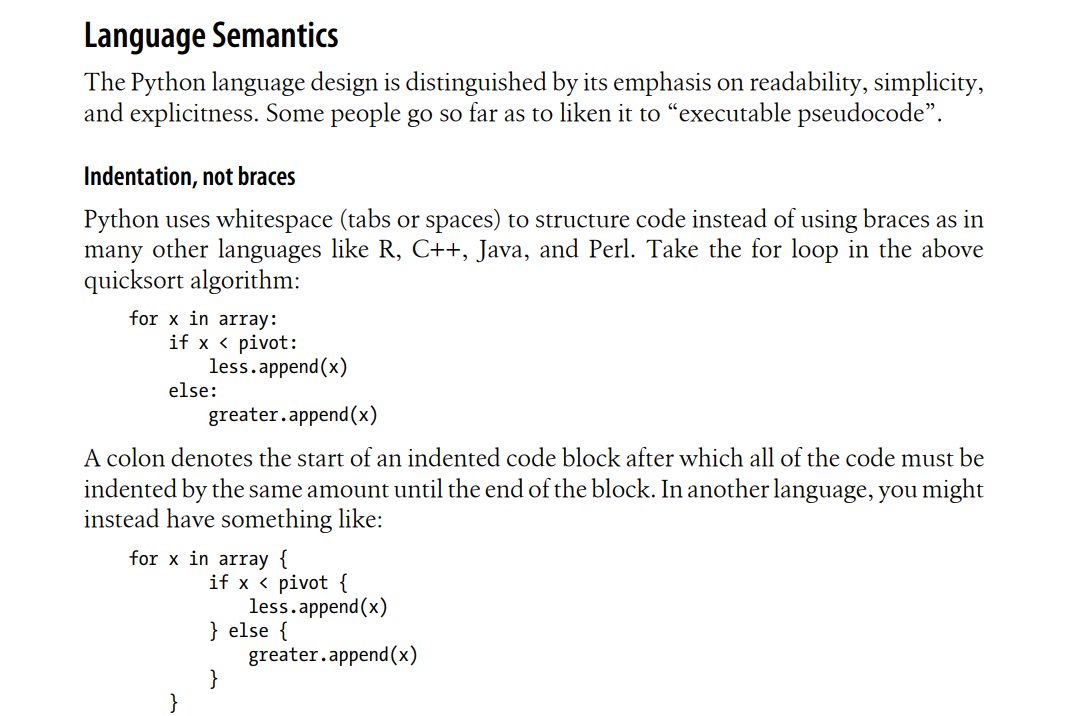 Language Semantics
The Python language design is distinguished by its emphasis on readability, simplicity,
and explicitness. Some people go so far as to liken it to “executable pseudocode”.
Indentation, not braces
Python uses whitespace (tabs or spaces) to structure code instead of using braces as in
many other languages like R, C++, Java, and Perl. Take the for loop in the above
quicksort algorithm:
for x in array:
    if x < pivot:
        less.append(x)
    else:
        greater.append(x)
A colon denotes the start of an indented code block after which all of the code must be
indented by the same amount until the end of the block. In another language, you might
instead have something like:
for x in array {
        if x < pivot {
            less.append(x)
        } else {
            greater.append(x)
        }
    }